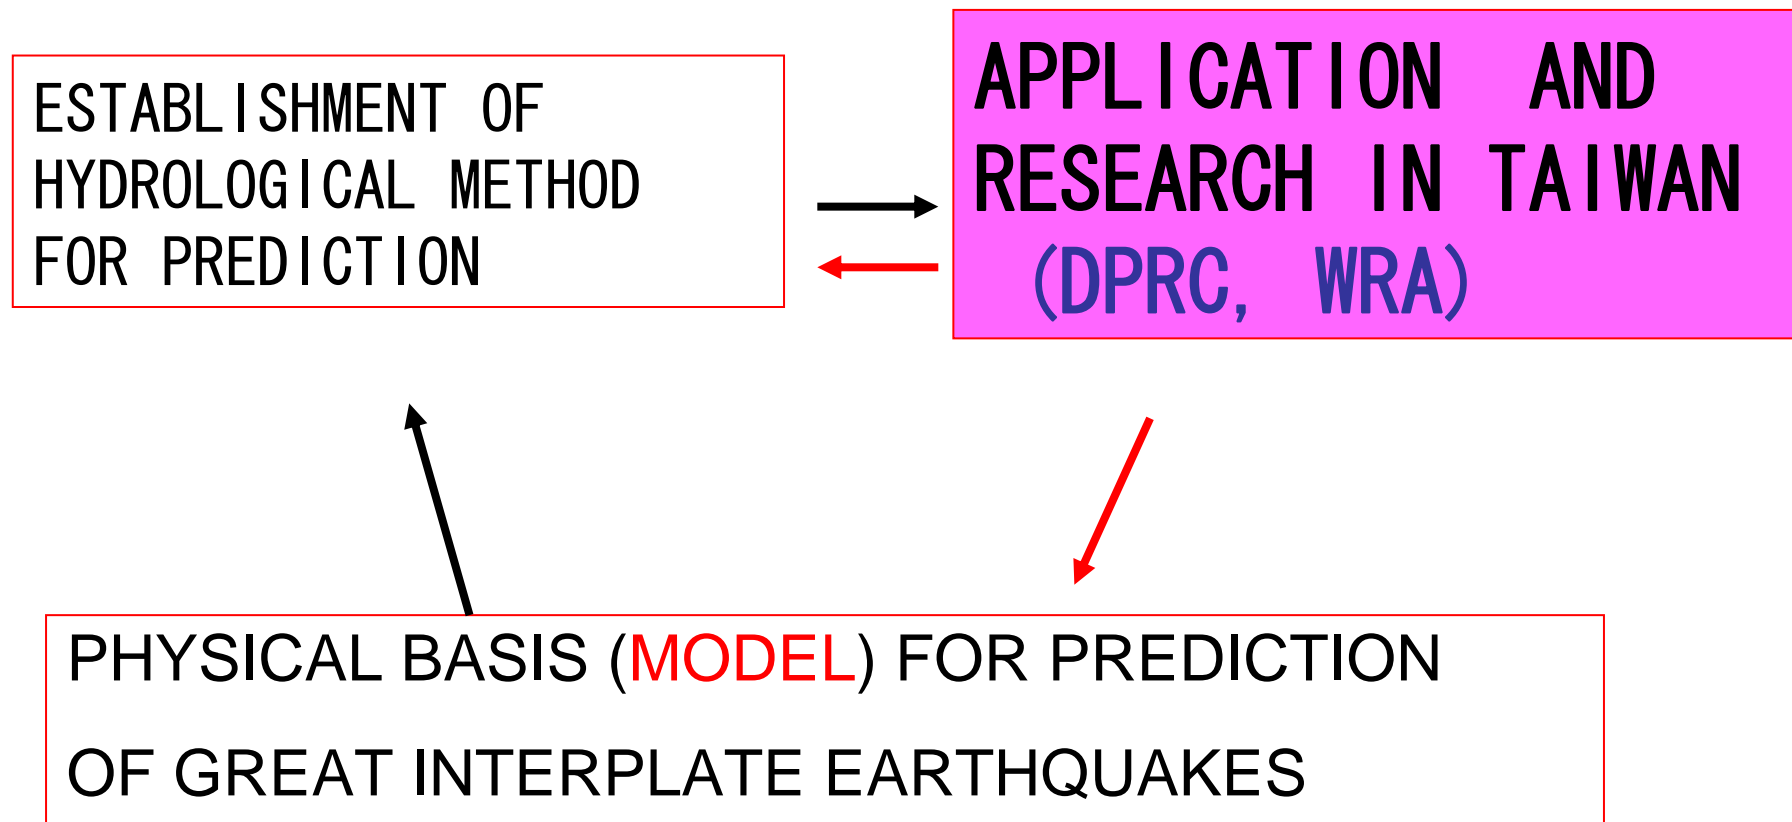 ESTABLISHMENT OF
HYDROLOGICAL METHOD
FOR PREDICTION
APPLICATION AND
RESEARCH IN TAIWAN
(DPRC, WRA)
PHYSICAL BASIS (MODEL) FOR PREDICTION
OF GREAT INTERPLATE EARTHQUAKES